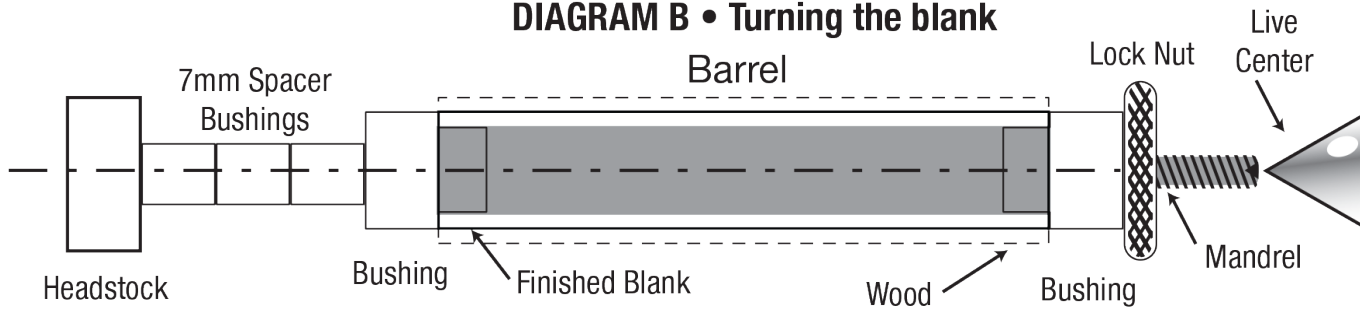 DIAGRAM B • Turning the blank
Barrel
7mm Spacer
Bushings
Lock Nut
Live
Center
Headstock
Bushing
Finished Blank
Wood
Bushing
Mandrel